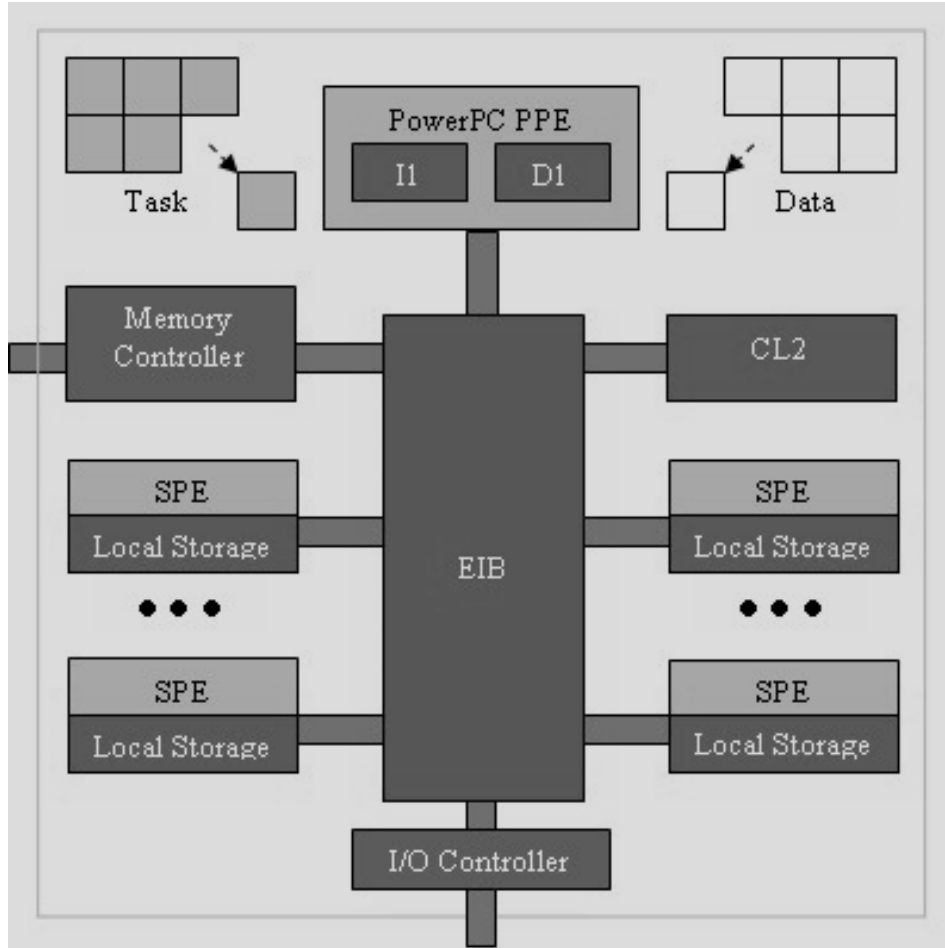 PowerPC PPE
I1
D1
Task
Data
Memory
Controller
CL2
SPE
Local Storage
SPE
Local Storage
EIB
SPE
Local Storage
SPE
Local Storage
I/O Controller